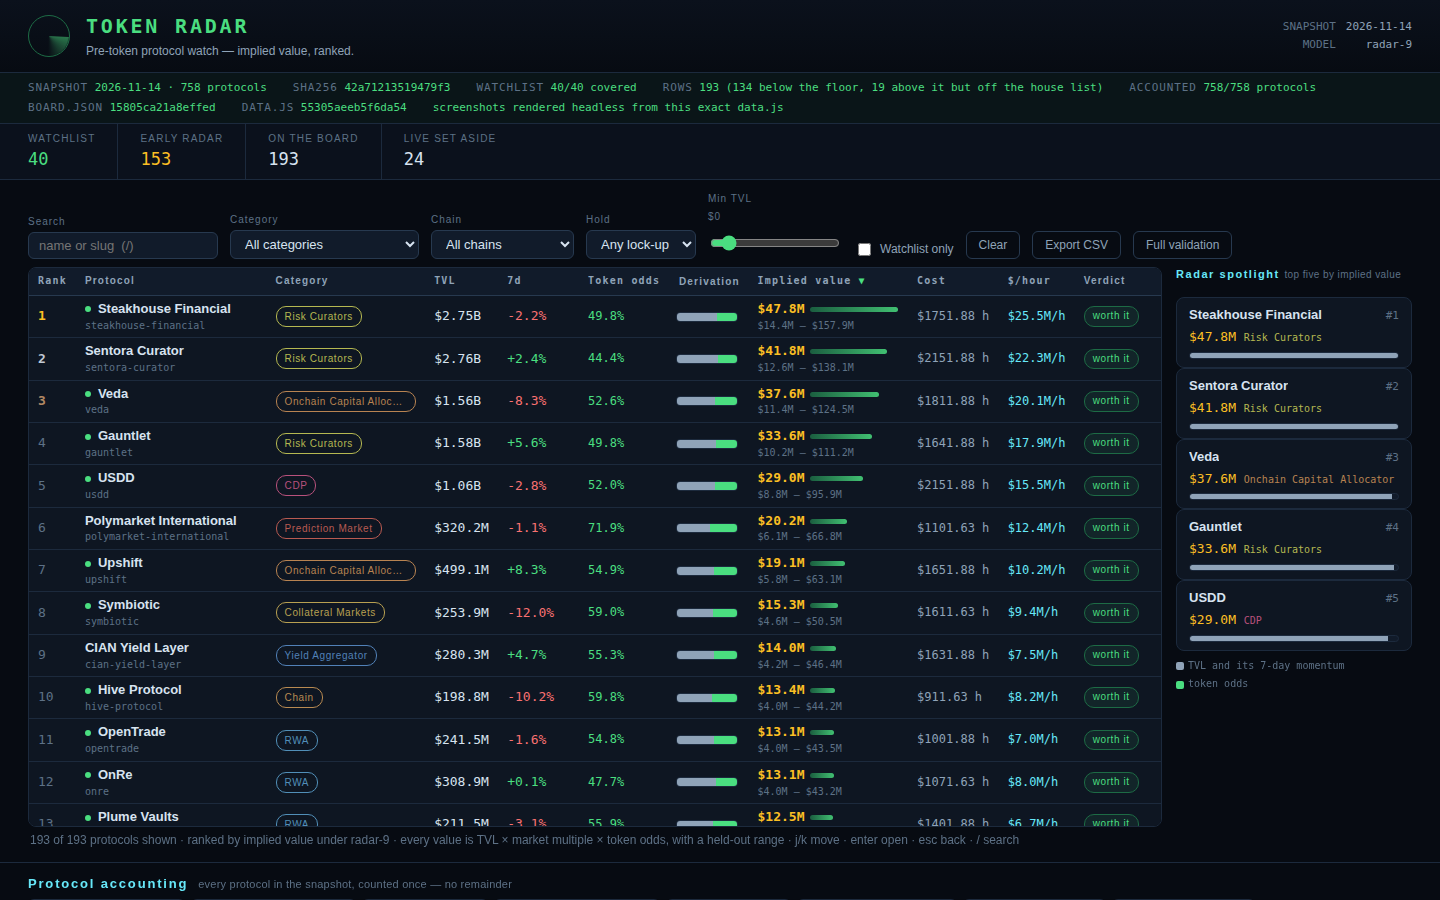 TOKEN RADAR
Pre-token protocol watch — implied value, ranked.
SNAPSHOT 2026-11-14
MODEL radar-9
SNAPSHOT 2026-11-14 · 758 protocols SHA256 42a71213519479f3 WATCHLIST 40/40 covered ROWS 193 (134 below the floor, 19 above it but off the house list) ACCOUNTED 758/758 protocols
BOARD.JSON 15805ca21a8effed DATA.JS 55305aeeb5f6da54 screenshots rendered headless from this exact data.js
WATCHLIST EARLY RADAR ON THE BOARD LIVE SET ASIDE
40 153 193 24
Search Category Chain Hold Min TVL
$0
name or slug (/) All categories All chains Any lock-up Watchlist only Clear Export CSV Full validation
Rank Protocol Category TVL 7d Token odds Derivation Implied value ▼ Cost $/hour Verdict
1 Steakhouse Financial Risk Curators $2.75B -2.2% 49.8% $47.8M $1751.88 h $25.5M/h worth it
steakhouse-financial $14.4M — $157.9M
2 Sentora Curator Risk Curators $2.76B +2.4% 44.4% $41.8M $2151.88 h $22.3M/h worth it
sentora-curator $12.6M — $138.1M
3 Veda Onchain Capital Alloc… $1.56B -8.3% 52.6% $37.6M $1811.88 h $20.1M/h worth it
veda $11.4M — $124.5M
4 Gauntlet Risk Curators $1.58B +5.6% 49.8% $33.6M $1641.88 h $17.9M/h worth it
gauntlet $10.2M — $111.2M
5 USDD CDP $1.06B -2.8% 52.0% $29.0M $2151.88 h $15.5M/h worth it
usdd $8.8M — $95.9M
6 Polymarket International Prediction Market $320.2M -1.1% 71.9% $20.2M $1101.63 h $12.4M/h worth it
polymarket-international $6.1M — $66.8M
7 Upshift Onchain Capital Alloc… $499.1M +8.3% 54.9% $19.1M $1651.88 h $10.2M/h worth it
upshift $5.8M — $63.1M
8 Symbiotic Collateral Markets $253.9M -12.0% 59.0% $15.3M $1611.63 h $9.4M/h worth it
symbiotic $4.6M — $50.5M
9 CIAN Yield Layer Yield Aggregator $280.3M +4.7% 55.3% $14.0M $1631.88 h $7.5M/h worth it
cian-yield-layer $4.2M — $46.4M
10 Hive Protocol Chain $198.8M -10.2% 59.8% $13.4M $911.63 h $8.2M/h worth it
hive-protocol $4.0M — $44.2M
11 OpenTrade RWA $241.5M -1.6% 54.8% $13.1M $1001.88 h $7.0M/h worth it
opentrade $4.0M — $43.5M
12 OnRe RWA $308.9M +0.1% 47.7% $13.1M $1071.63 h $8.0M/h worth it
onre $4.0M — $43.2M
13 Plume Vaults RWA $211.5M -3.1% 55.9% $12.5M $1401.88 h $6.7M/h worth it
Radar spotlight top five by implied value
Steakhouse Financial #1
$47.8M Risk Curators
Sentora Curator #2
$41.8M Risk Curators
Veda #3
$37.6M Onchain Capital Allocator
Gauntlet #4
$33.6M Risk Curators
USDD #5
$29.0M CDP
TVL and its 7-day momentum
token odds
193 of 193 protocols shown · ranked by implied value under radar-9 · every value is TVL × market multiple × token odds, with a held-out range · j/k move · enter open · esc back · / search
Protocol accounting every protocol in the snapshot, counted once — no remainder